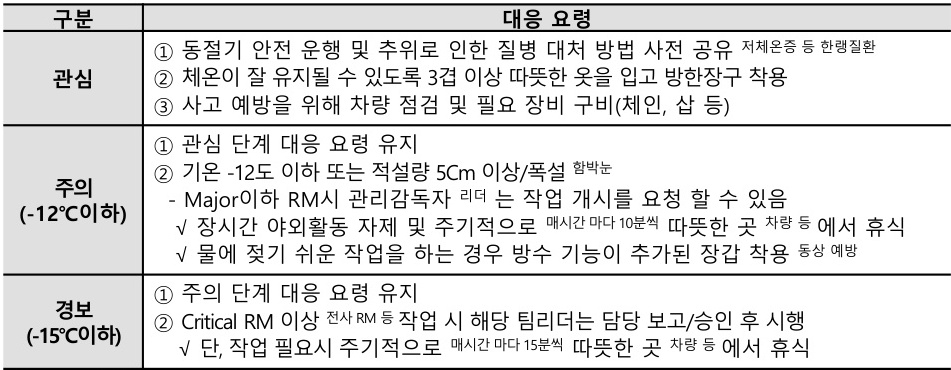 구분 대응 요령
관심
① 동절기 안전 운행 및 추위로 인한 질병 대처 방법 사전 공유 저체온증 등 한랭질환
② 체온이 잘 유지될 수 있도록 3겹 이상 따뜻한 옷을 입고 방한장구 착용
③ 사고 예방을 위해 차량 점검 및 필요 장비 구비(체인, 삽 등)
주의
(-12℃이하)
① 관심 단계 대응 요령 유지
② 기온 -12도 이하 또는 적설량 5Cm 이상/폭설 함박눈
- Major이하 RM시 관리감독자 리더 는 작업 개시를 요청 할 수 있음
√ 장시간 야외활동 자제 및 주기적으로 매시간 마다 10분씩 따뜻한 곳 차량 등 에서 휴식
√ 물에 젖기 쉬운 작업을 하는 경우 방수 기능이 추가된 장갑 착용 동상 예방
경보
(-15℃이하)
① 주의 단계 대응 요령 유지
② Critical RM 이상 전사 RM 등 작업 시 해당 팀리더는 담당 보고/승인 후 시행
√ 단, 작업 필요시 주기적으로 매시간 마다 15분씩 따뜻한 곳 차량 등 에서 휴식